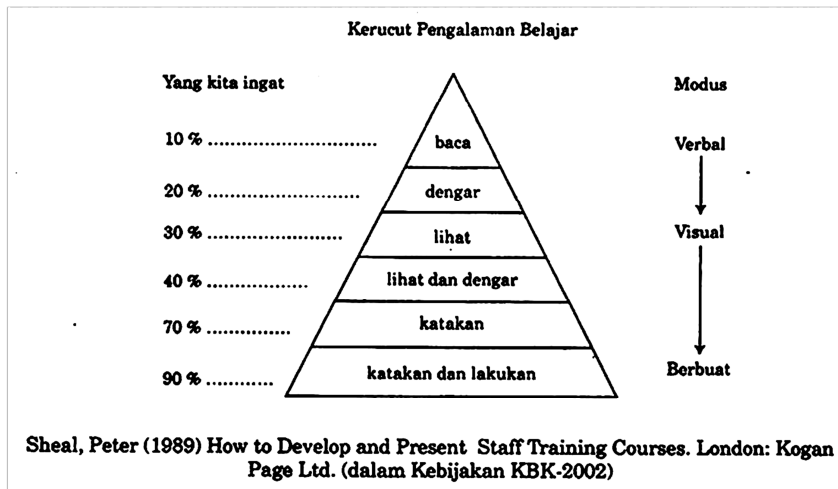 Kerucut Pengalaman Belajar
Yang kita ingat
Modus
10 % ..............................
baca
Verbal
20 % ...........................
dengar
30 % ........................
lihat
Visual
40 % ...................
lihat dan dengar
70 % ...............
katakan
90 % ............
katakan dan lakukan
Berbuat
Sheal, Peter (1989) How to Develop and Present Staff Training Courses. London: Kogan
Page Ltd. (dalam Kebijakan KBK-2002)